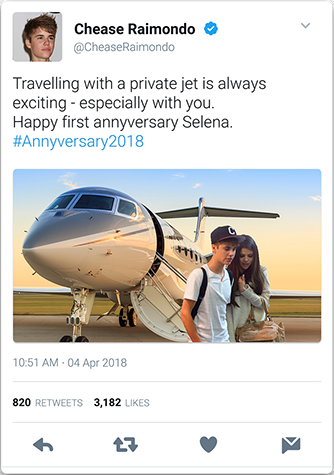 Chease Raimondo
@CheaseRaimondo
Travelling with a private jet is always
exciting - especially with you.
Happy first annyversary Selena.
#Annyversary2018
C
10:51 AM · 04 Apr 2018
820 RETWEETS 3,182 LIKES